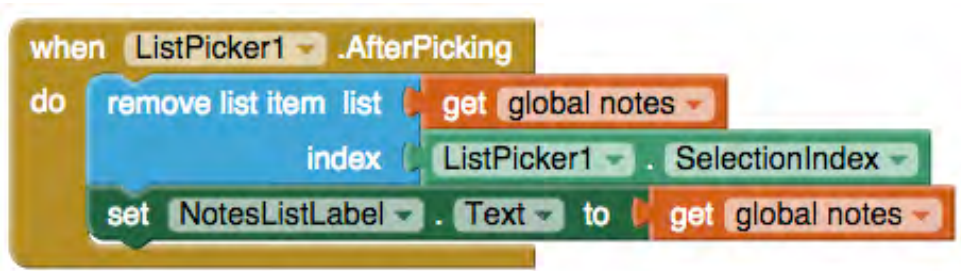 when ListPicker1 .AfterPicking
do remove list item list get global notes
index ListPicker1 . SelectionIndex
set NotesListLabel . Text to get global notes